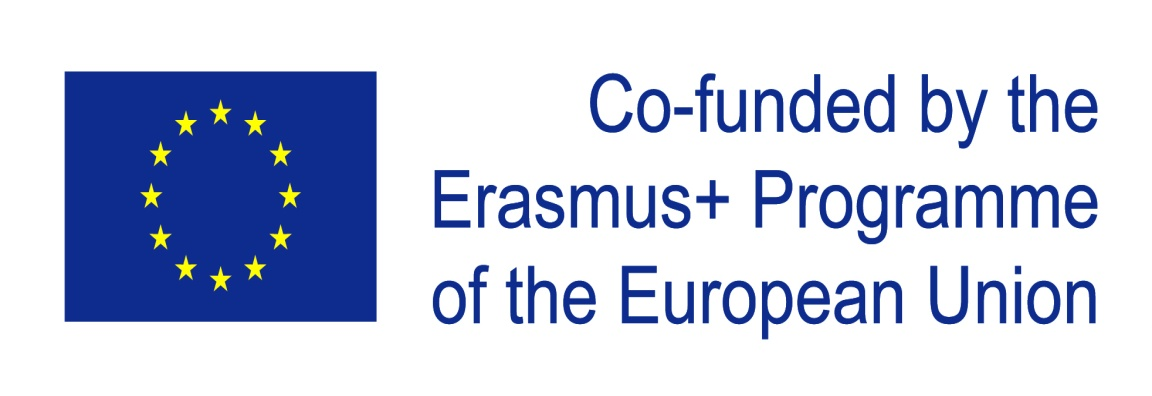 Co-funded by the
Erasmus+ Programme
of the European Union